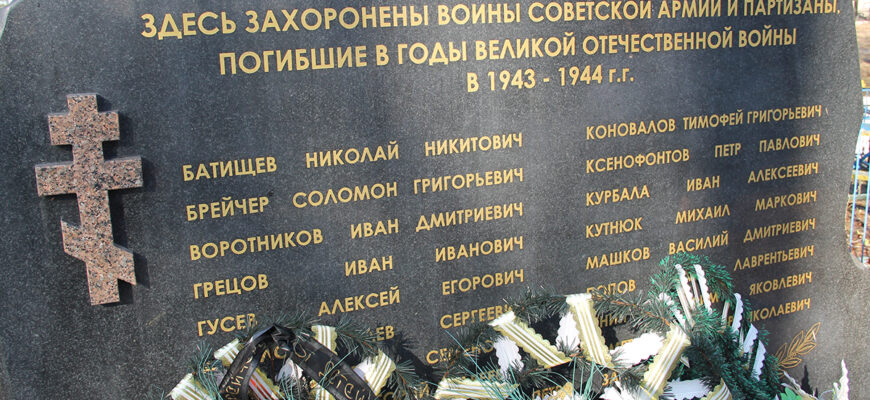 ЗДЕСЬ ЗАХОРОНЕНЫ ВОИНЫ СОВЕТСКОЙ АРМИИ И ПАРТИЗАНЫ,
ПОГИБШИЕ В ГОДЫ ВЕЛИКОЙ ОТЕЧЕСТВЕННОЙ ВОЙНЫ
В 1943 - 1944 г.г.
БАТИЩЕВ НИКОЛАЙ НИКИТОВИЧ
БРЕЙЧЕР СОЛОМОН ГРИГОРЬЕВИЧ
ВОРОТНИКОВ ИВАН ДМИТРИЕВИЧ
ГРЕЦОВ ИВАН ИВАНОВИЧ
ГУСЕВ АЛЕКСЕЙ ЕГОРОВИЧ
СЕРГЕЕВ
КОНОВАЛОВ ТИМОФЕЙ ГРИГОРЬЕВИЧ
КСЕНОФОНТОВ ПЕТР ПАВЛОВИЧ
КУРБАЛА ИВАН АЛЕКСЕЕВИЧ
КУТНЮК МИХАИЛ МАРКОВИЧ
МАШКОВ ВАСИЛИЙ ДМИТРИЕВИЧ
ПОПОВ ЛАВРЕНТЬЕВИЧ
ЯКОВЛЕВИЧ